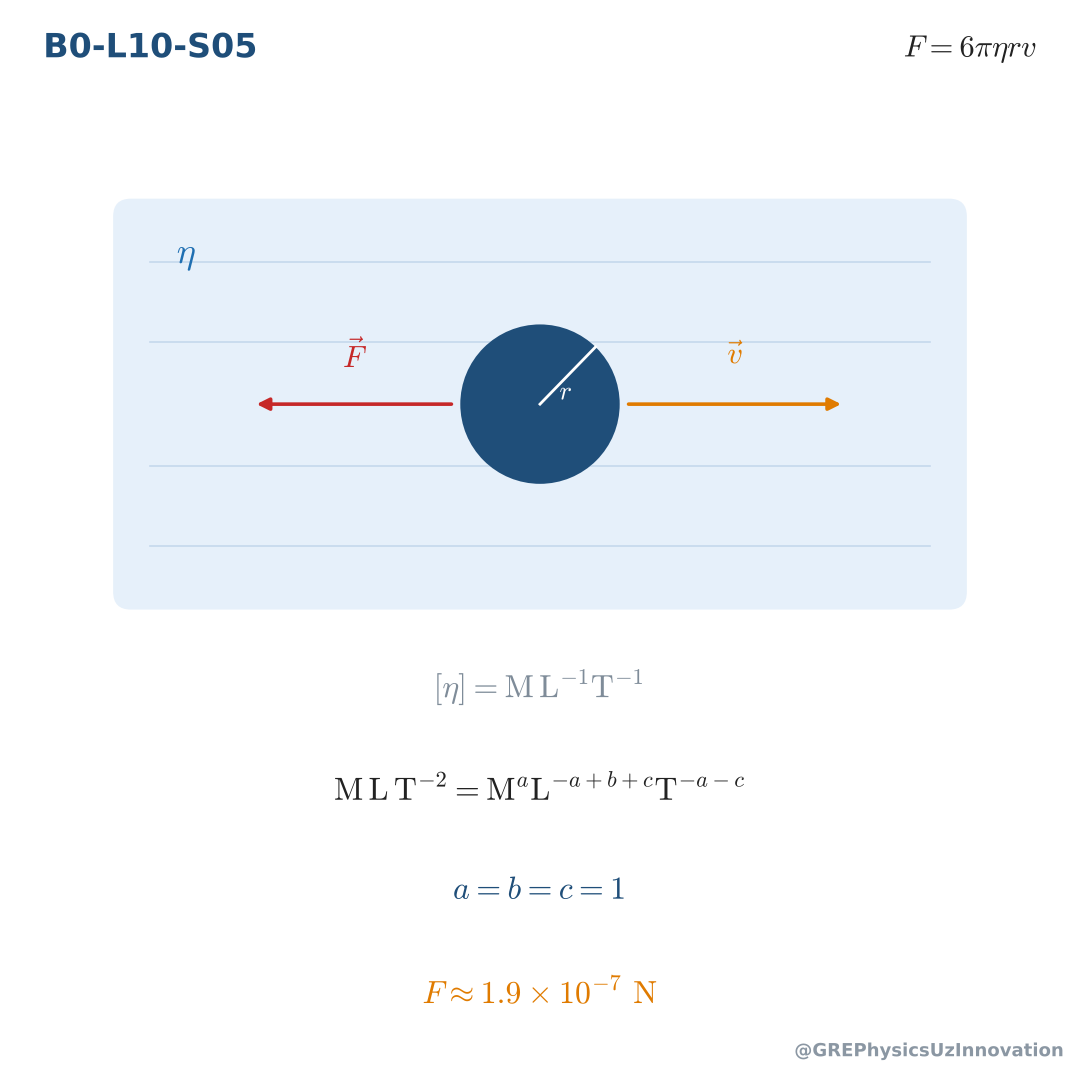 B0-L10-S05
F = 6πηrv
η
F⃗
v⃗
r
[η] = M L⁻¹T⁻¹
M L T⁻² = MᵃL⁻ᵃ⁺ᵇ⁺ᶜT⁻ᵃ⁻ᶜ
a = b = c = 1
F ≈ 1.9 × 10⁻⁷ N
@GREPhysicsUzInnovation